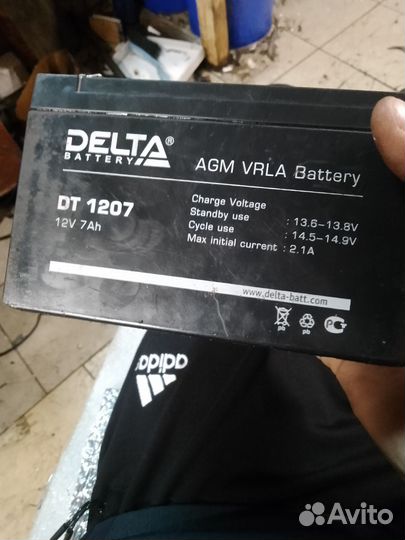 DELTA®
BATTERY
AGM VRLA Battery
DT 1207
12V 7Ah
Charge Voltage
Standby use : 13.6–13.8V
Cycle use : 14.5–14.9V
Max initial current : 2.1A
www.delta-batt.com
Pb
adidas
Avito